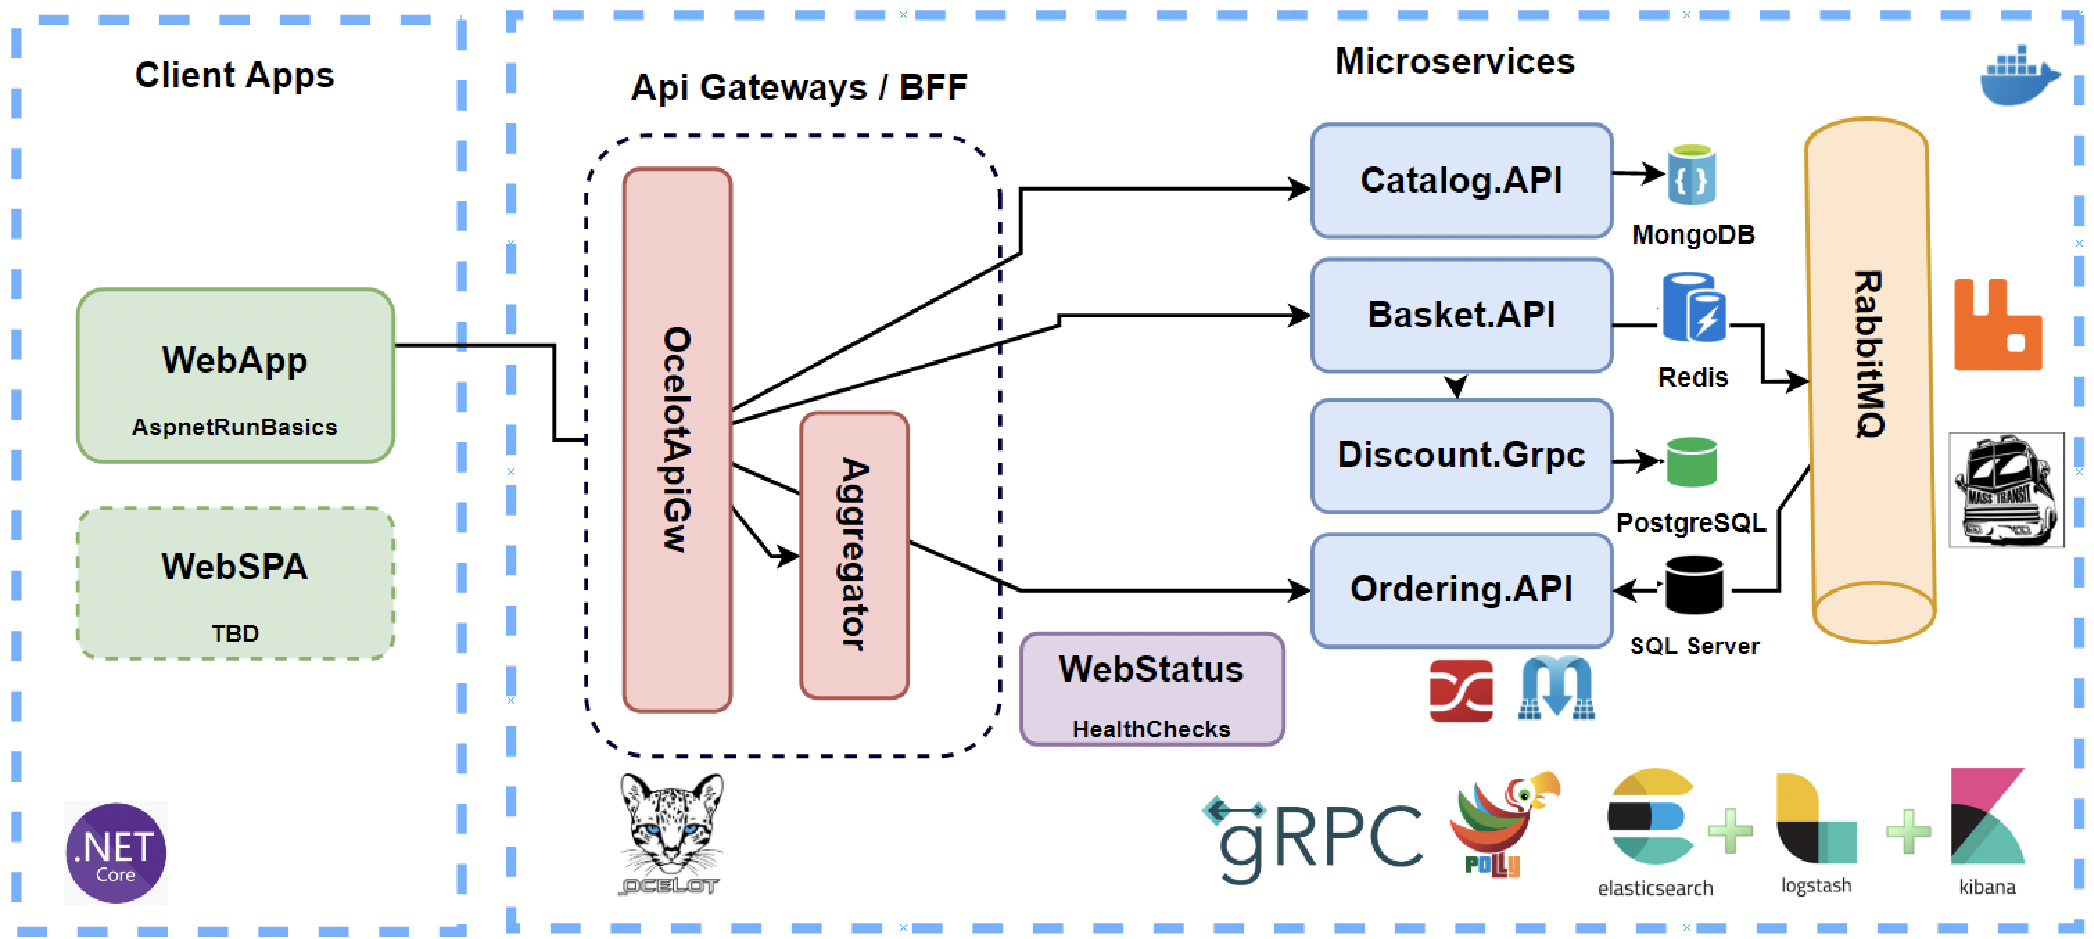 Client Apps
WebApp
AspnetRunBasics
WebSPA
TBD
.NET
Core
Api Gateways / BFF
OcelotApiGw
Aggregator
OCELOT
Microservices
Catalog.API
MongoDB
Basket.API
Redis
Discount.Grpc
PostgreSQL
Ordering.API
SQL Server
RabbitMQ
MASS TRANSIT
WebStatus
HealthChecks
gRPC
POLLY
elasticsearch
logstash
kibana